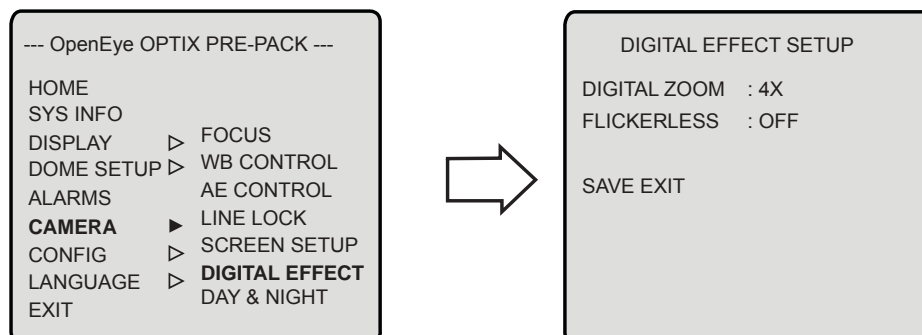 --- OpenEye OPTIX PRE-PACK ---
HOME
SYS INFO
DISPLAY ▷
DOME SETUP ▷
ALARMS
CAMERA ►
CONFIG ▷
LANGUAGE ▷
EXIT
FOCUS
WB CONTROL
AE CONTROL
LINE LOCK
SCREEN SETUP
DIGITAL EFFECT
DAY & NIGHT
DIGITAL EFFECT SETUP
DIGITAL ZOOM : 4X
FLICKERLESS : OFF
SAVE EXIT